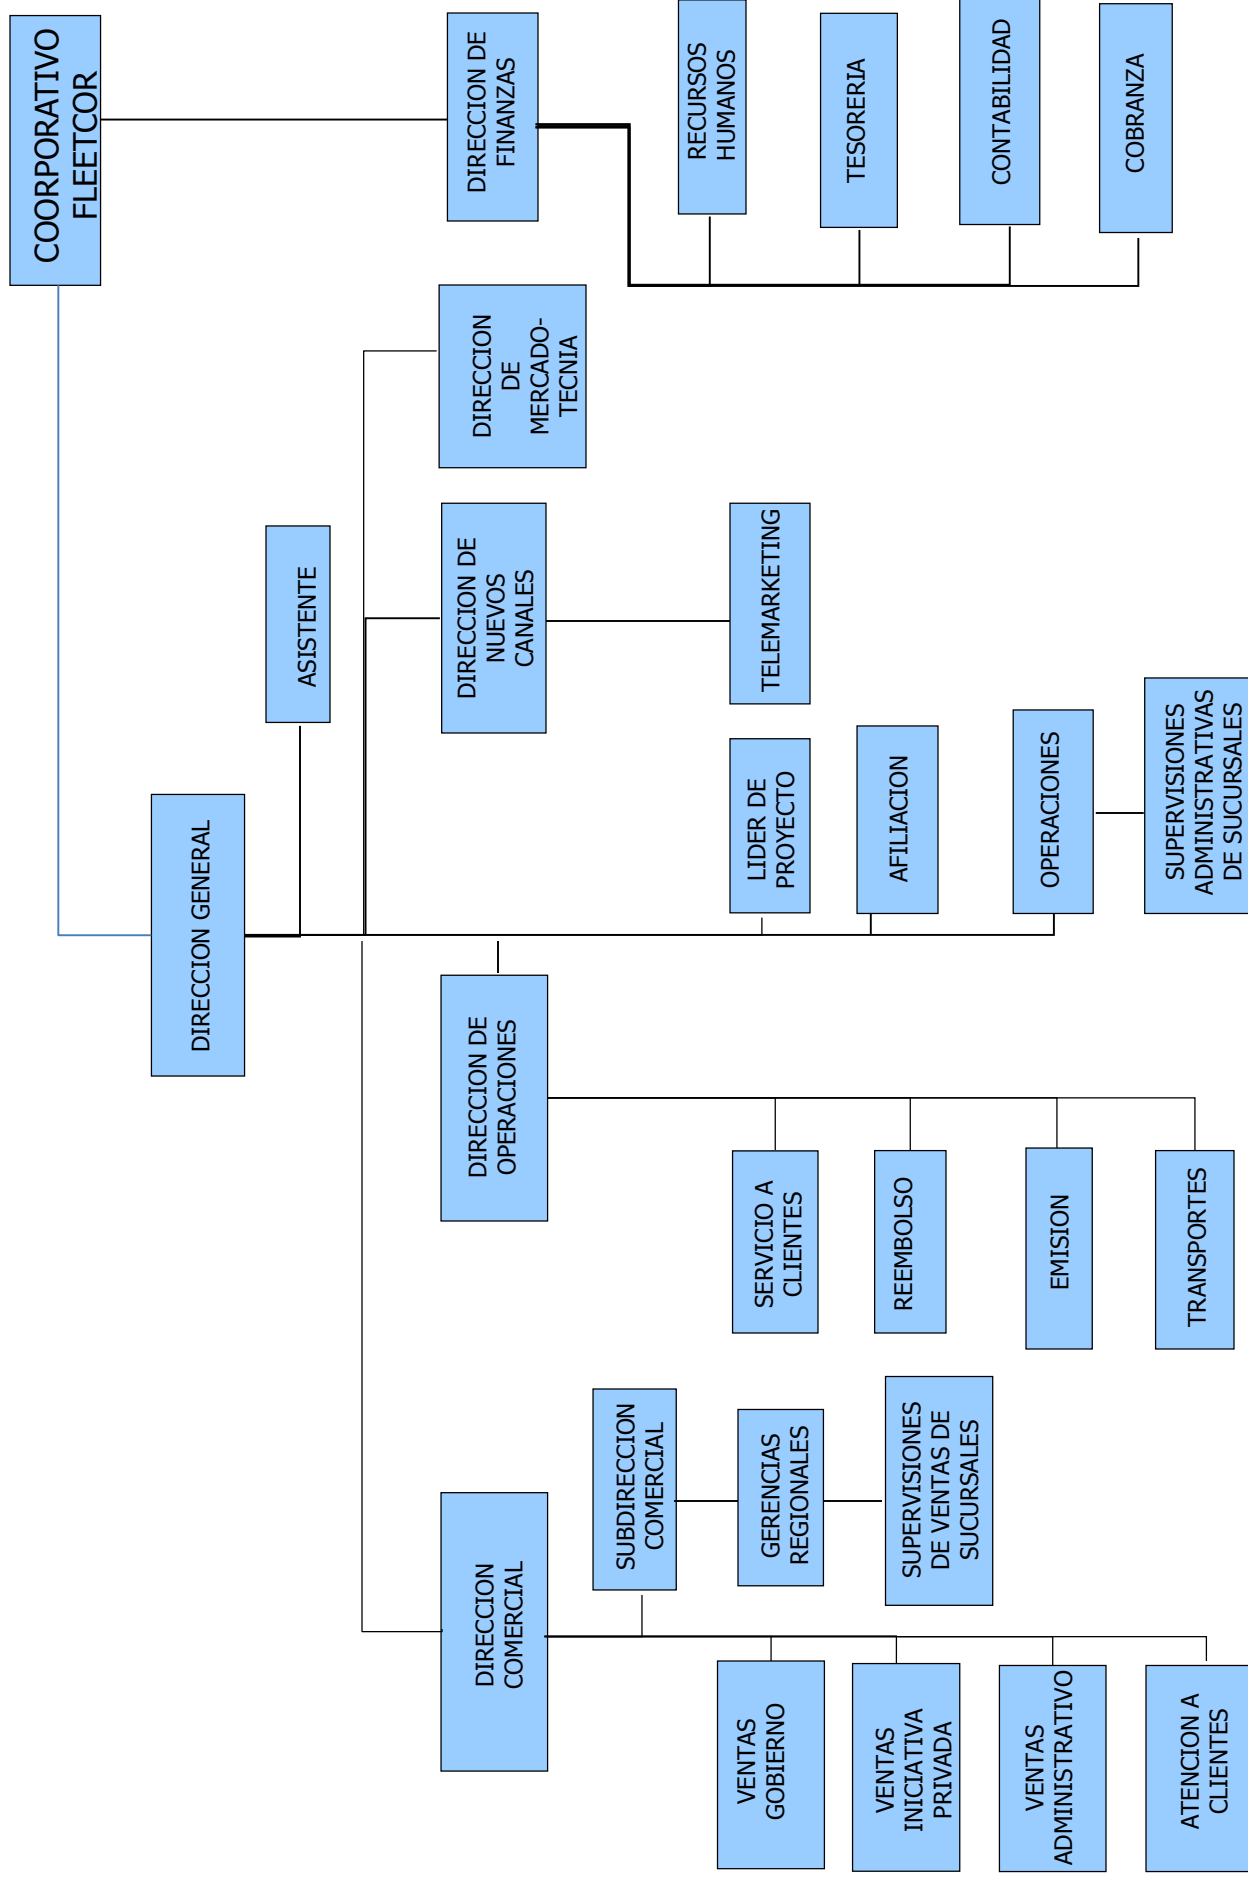 COORPORATIVO
FLEETCOR
DIRECCION GENERAL
ASISTENTE
DIRECCION
COMERCIAL
DIRECCION DE
OPERACIONES
DIRECCION DE
NUEVOS
CANALES
DIRECCION
DE
MERCADO-
TECNIA
DIRECCION DE
FINANZAS
SUBDIRECCION
COMERCIAL
GERENCIAS
REGIONALES
SUPERVISIONES
DE VENTAS DE
SUCURSALES
VENTAS
GOBIERNO
VENTAS
INICIATIVA
PRIVADA
VENTAS
ADMINISTRATIVO
ATENCION A
CLIENTES
SERVICIO A
CLIENTES
REEMBOLSO
EMISION
TRANSPORTES
LIDER DE
PROYECTO
AFILIACION
OPERACIONES
SUPERVISIONES
ADMINISTRATIVAS
DE SUCURSALES
TELEMARKETING
RECURSOS
HUMANOS
TESORERIA
CONTABILIDAD
COBRANZA